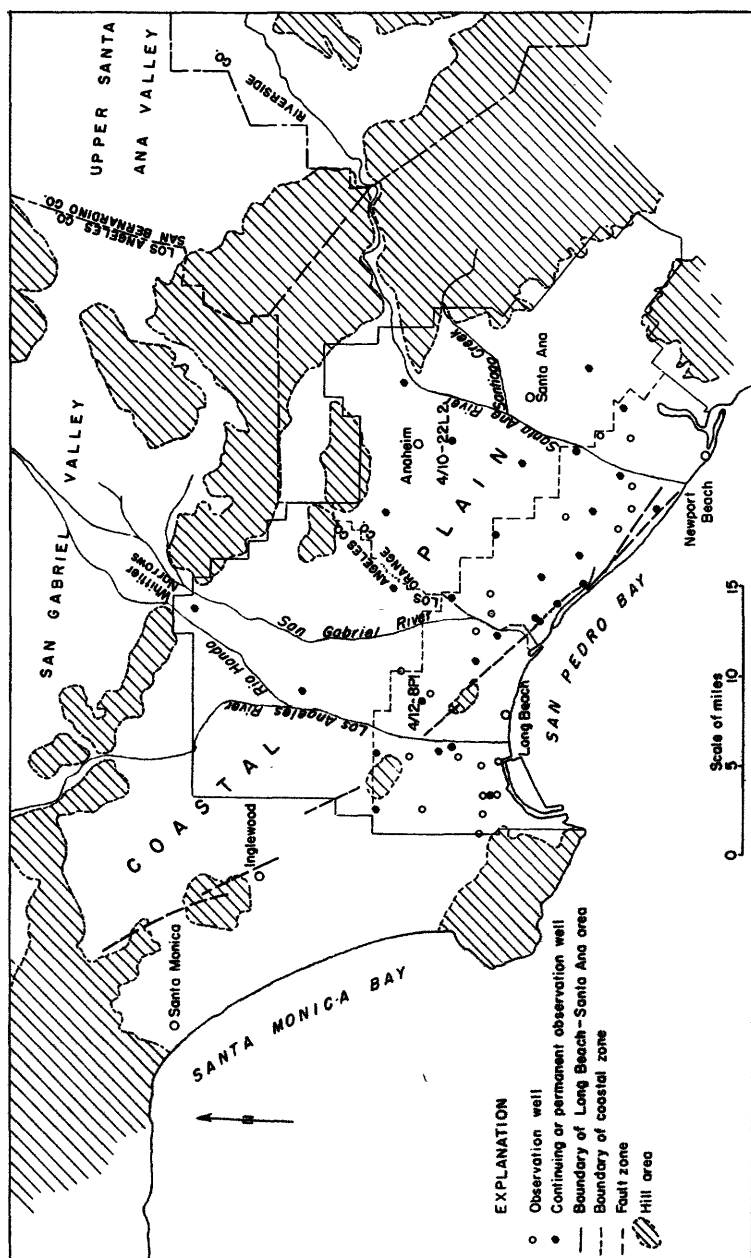 UPPER SANTA
ANA VALLEY
RIVERSIDE CO.
LOS ANGELES CO.
SAN BERNARDINO CO.
SAN GABRIEL
VALLEY
Whittier
Narrows
Rio Hondo
San Gabriel River
Los Angeles River
LOS ANGELES CO.
ORANGE CO.
COASTAL
PLAIN
Santa Monica
Inglewood
Anaheim
4/10-22L2
Santa Ana
River
Santiago Creek
Santa Ana
4/12-8P1
Long Beach
Newport
Beach
SANTA MONICA BAY
SAN PEDRO BAY
EXPLANATION
Observation well
Continuing or permanent observation well
Boundary of Long Beach-Santa Ana area
Boundary of coastal zone
Fault zone
Hill area
0 5 10 15
Scale of miles